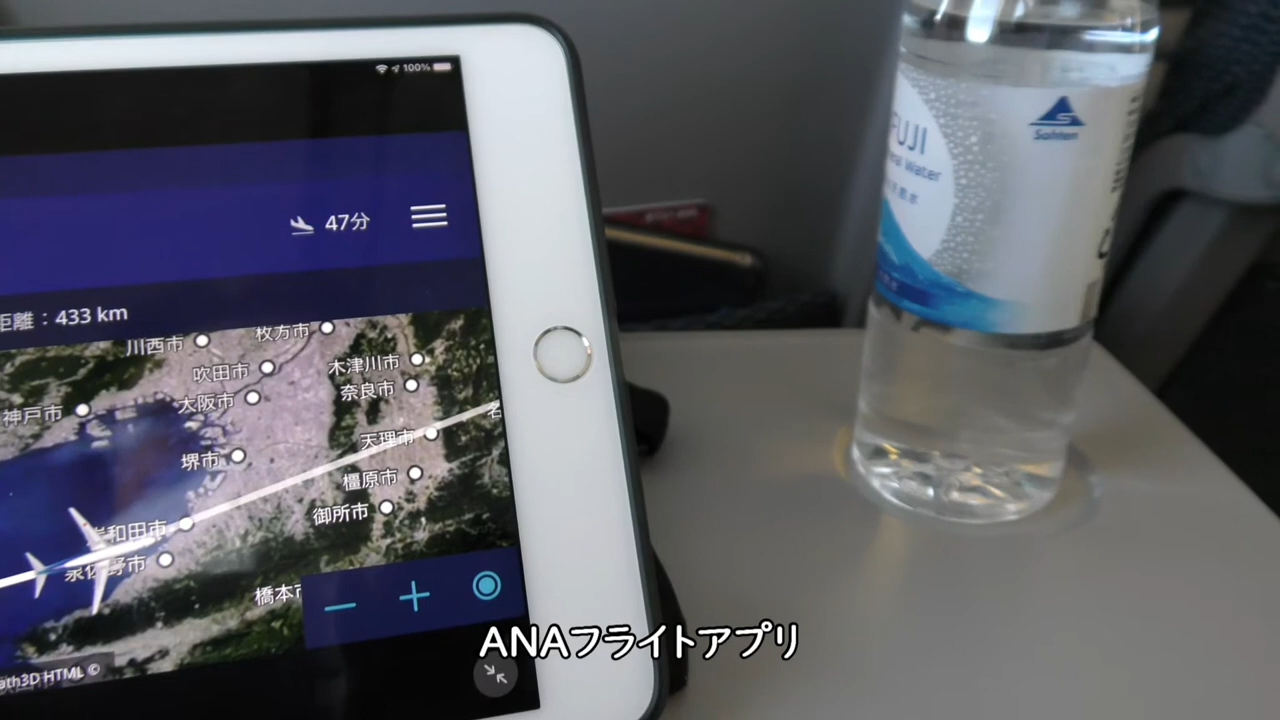 100%
47分
距離：433 km
川西市
枚方市
吹田市
木津川市
神戸市
大阪市
奈良市
天理市
堺市
橿原市
御所市
岸和田市
泉佐野市
橋本市
HTML ©
FUJI
Water
Sahten
ANAフライトアプリ